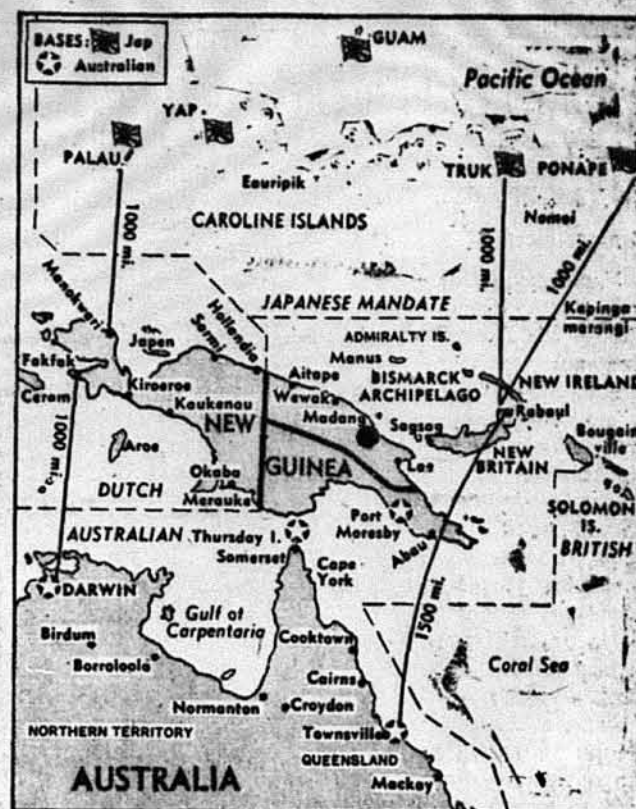 BASES: Jap
Australian
GUAM
Pacific Ocean
YAP
PALAU
TRUK
PONAPE
Eauripik
CAROLINE ISLANDS
Nomoi
1000 mi.
1000 mi.
1000 mi.
JAPANESE MANDATE
Kapinga-
marangi
Manokwari
Hollandia
Sarmi
Japen
ADMIRALTY IS.
Manus
Fakfak
Aitape
BISMARCK
ARCHIPELAGO
NEW IRELAND
Ceram
Kiroeroe
Wewak
Madang
Sagsag
Rabaul
Kaukenau
NEW
GUINEA
Bougain-
ville
Aroe
Lae
NEW
BRITAIN
1000 mi.
Okaba
Merauke
DUTCH
SOLOMON
IS.
BRITISH
AUSTRALIAN
Thursday I.
Port
Moresby
Somerset
Abau
Cape
York
DARWIN
Gulf of
Carpentaria
1500 mi.
Birdum
Borroloola
Cooktown
Coral Sea
Cairns
Normanton
Croydon
NORTHERN TERRITORY
Townsville
QUEENSLAND
AUSTRALIA
Mackay